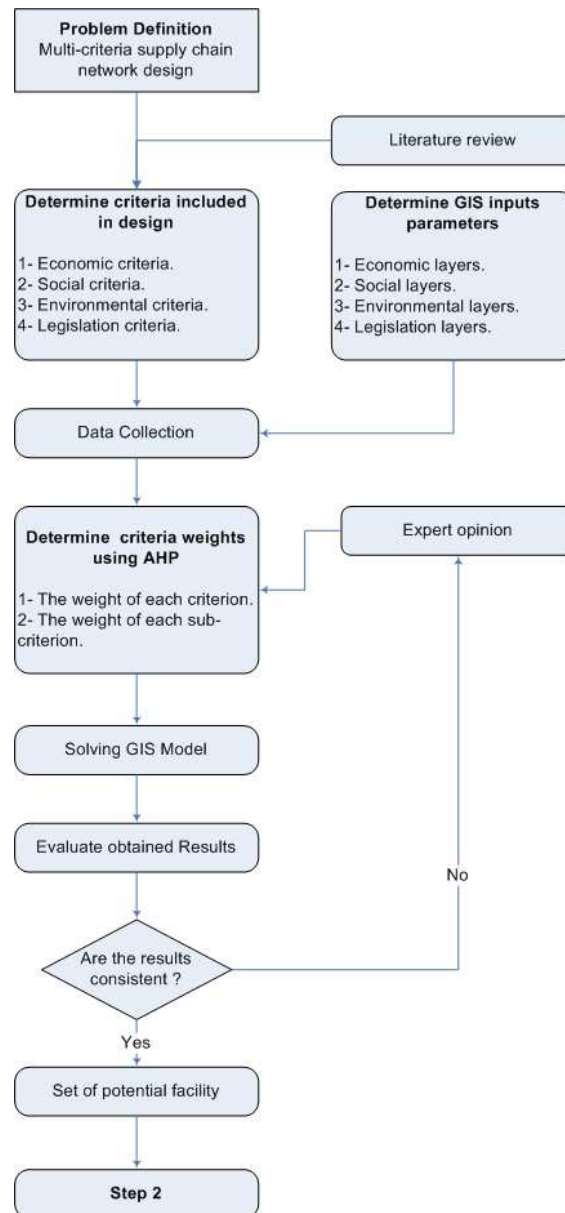 Problem Definition
Multi-criteria supply chain
network design
Literature review
Determine criteria included
in design
1- Economic criteria.
2- Social criteria.
3- Environmental criteria.
4- Legislation criteria.
Determine GIS inputs
parameters
1- Economic layers.
2- Social layers.
3- Environmental layers.
4- Legislation layers.
Data Collection
Determine criteria weights
using AHP
1- The weight of each criterion.
2- The weight of each sub-
criterion.
Expert opinion
Solving GIS Model
Evaluate obtained Results
No
Are the results
consistent ?
Yes
Set of potential facility
Step 2